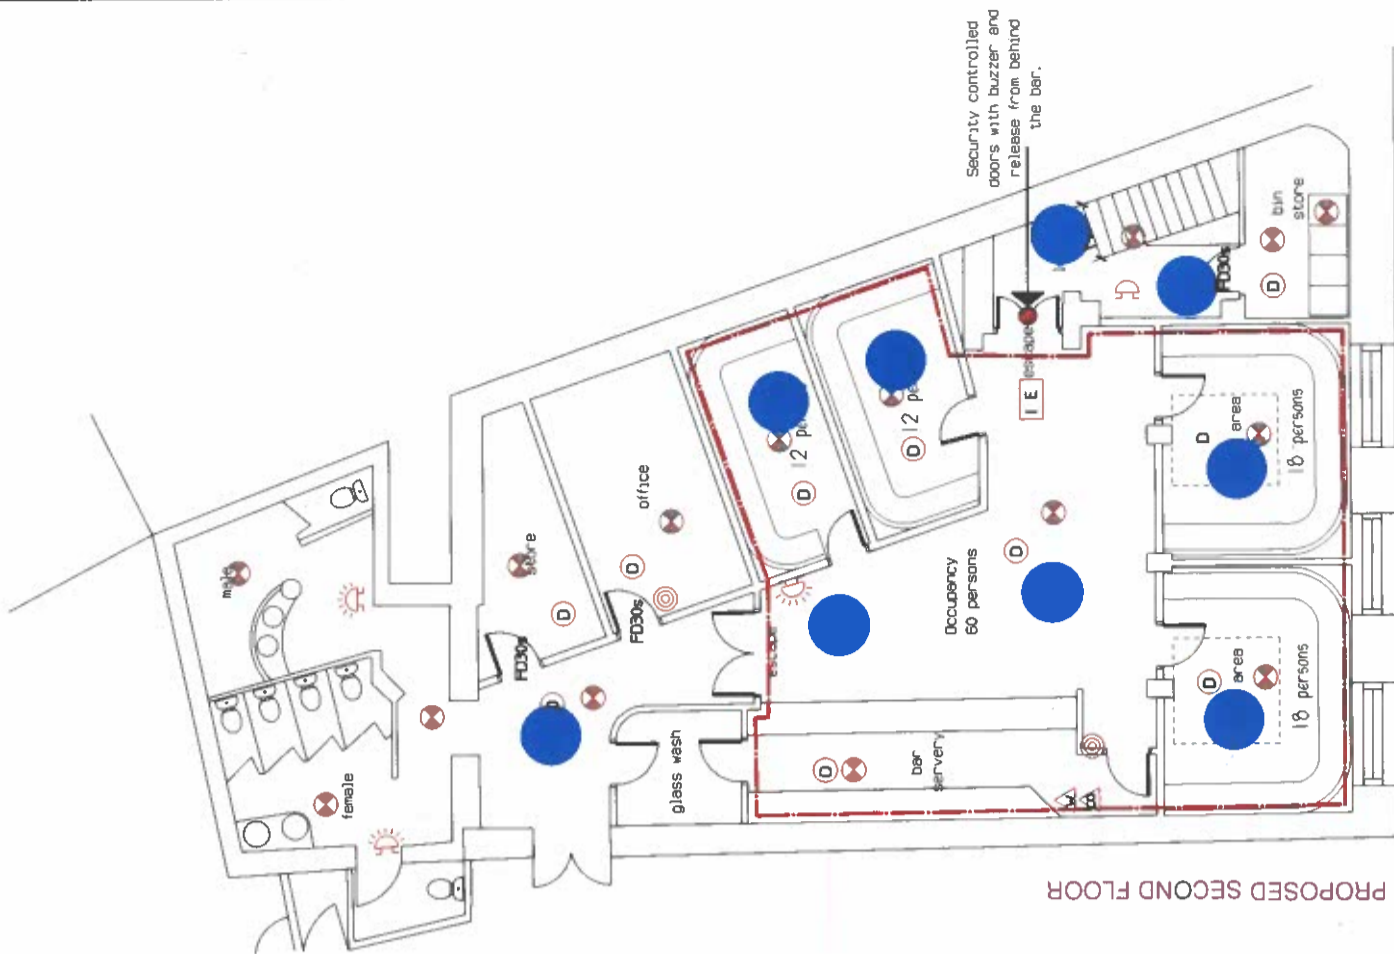 Security controlled
doors with buzzer and
release from behind
the bar.
bin
store
FD30s
D
escape
I E
12
D
12
D
office
D
store
D
FD30s
FD30s
male
female
glass wash
escape
Occupancy
60 persons
D
bar
servery
D
W
D
area
18 persons
D
area
18 persons
PROPOSED SECOND FLOOR